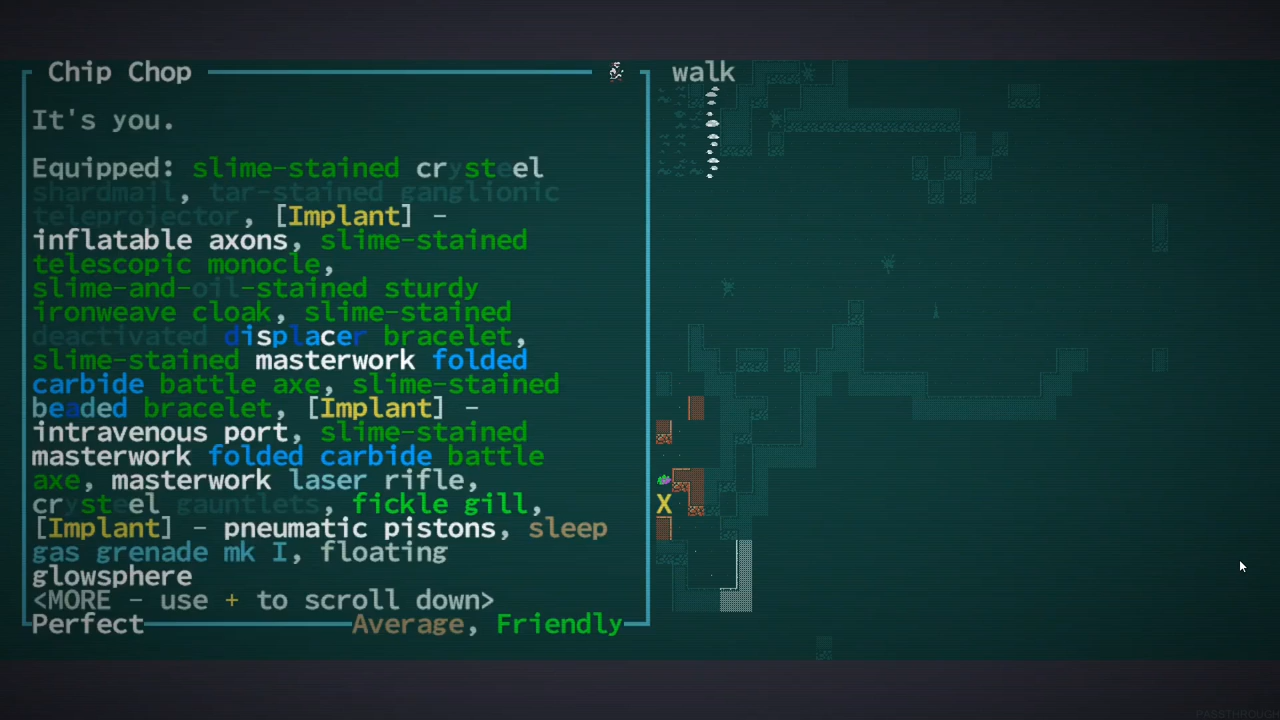 Chip Chop
walk
It's you.
Equipped: slime-stained crysteel
shardmail, tar-stained ganglionic
teleprojector, [Implant] -
inflatable axons, slime-stained
telescopic monocle,
slime-and-oil-stained sturdy
ironweave cloak, slime-stained
deactivated displacer bracelet,
slime-stained masterwork folded
carbide battle axe, slime-stained
beaded bracelet, [Implant] -
intravenous port, slime-stained
masterwork folded carbide battle
axe, masterwork laser rifle,
crysteel gauntlets, fickle gill,
[Implant] - pneumatic pistons, sleep
gas grenade mk I, floating
glowsphere
<MORE - use + to scroll down>
Perfect Average, Friendly
X
PASSTHROUGH